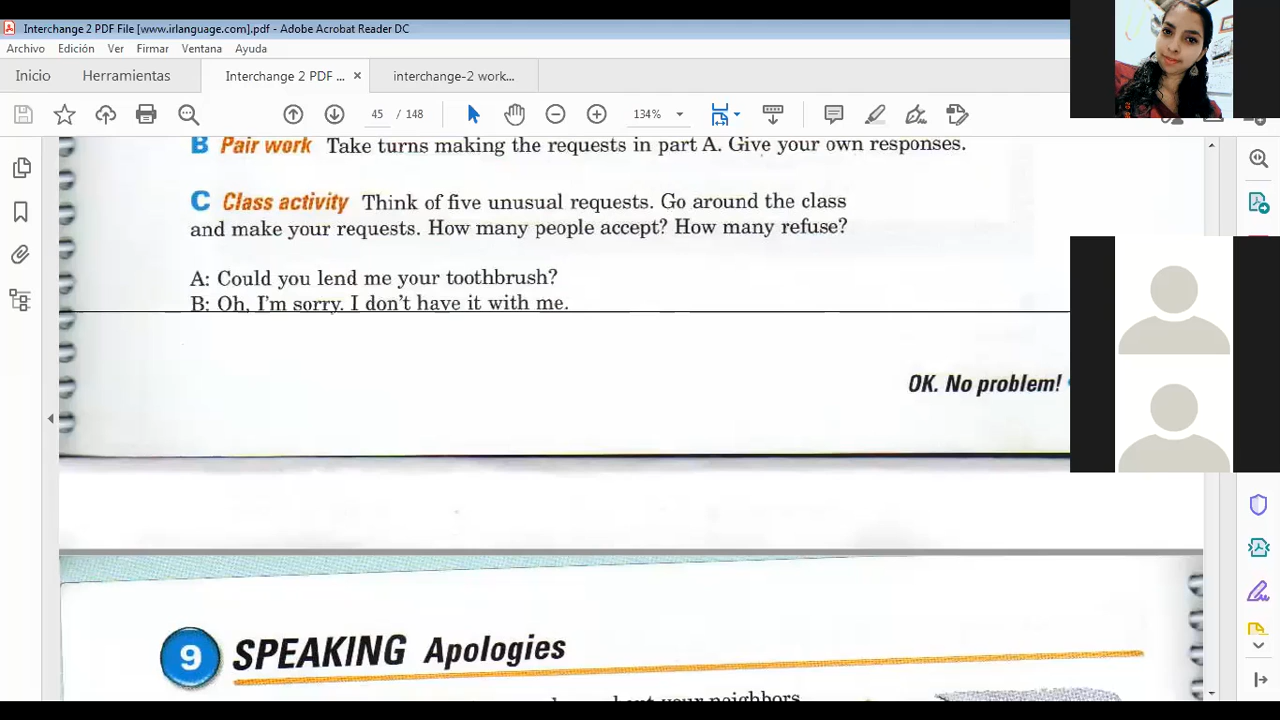 Interchange 2 PDF File [www.irlanguage.com].pdf - Adobe Acrobat Reader DC
Archivo Edición Ver Firmar Ventana Ayuda
Inicio Herramientas Interchange 2 PDF ... × interchange-2 work...
45 / 148 134%
B Pair work Take turns making the requests in part A. Give your own responses.
C Class activity Think of five unusual requests. Go around the class
and make your requests. How many people accept? How many refuse?
A: Could you lend me your toothbrush?
B: Oh, I'm sorry. I don't have it with me.
OK. No problem!
9 SPEAKING Apologies
about your neighbors